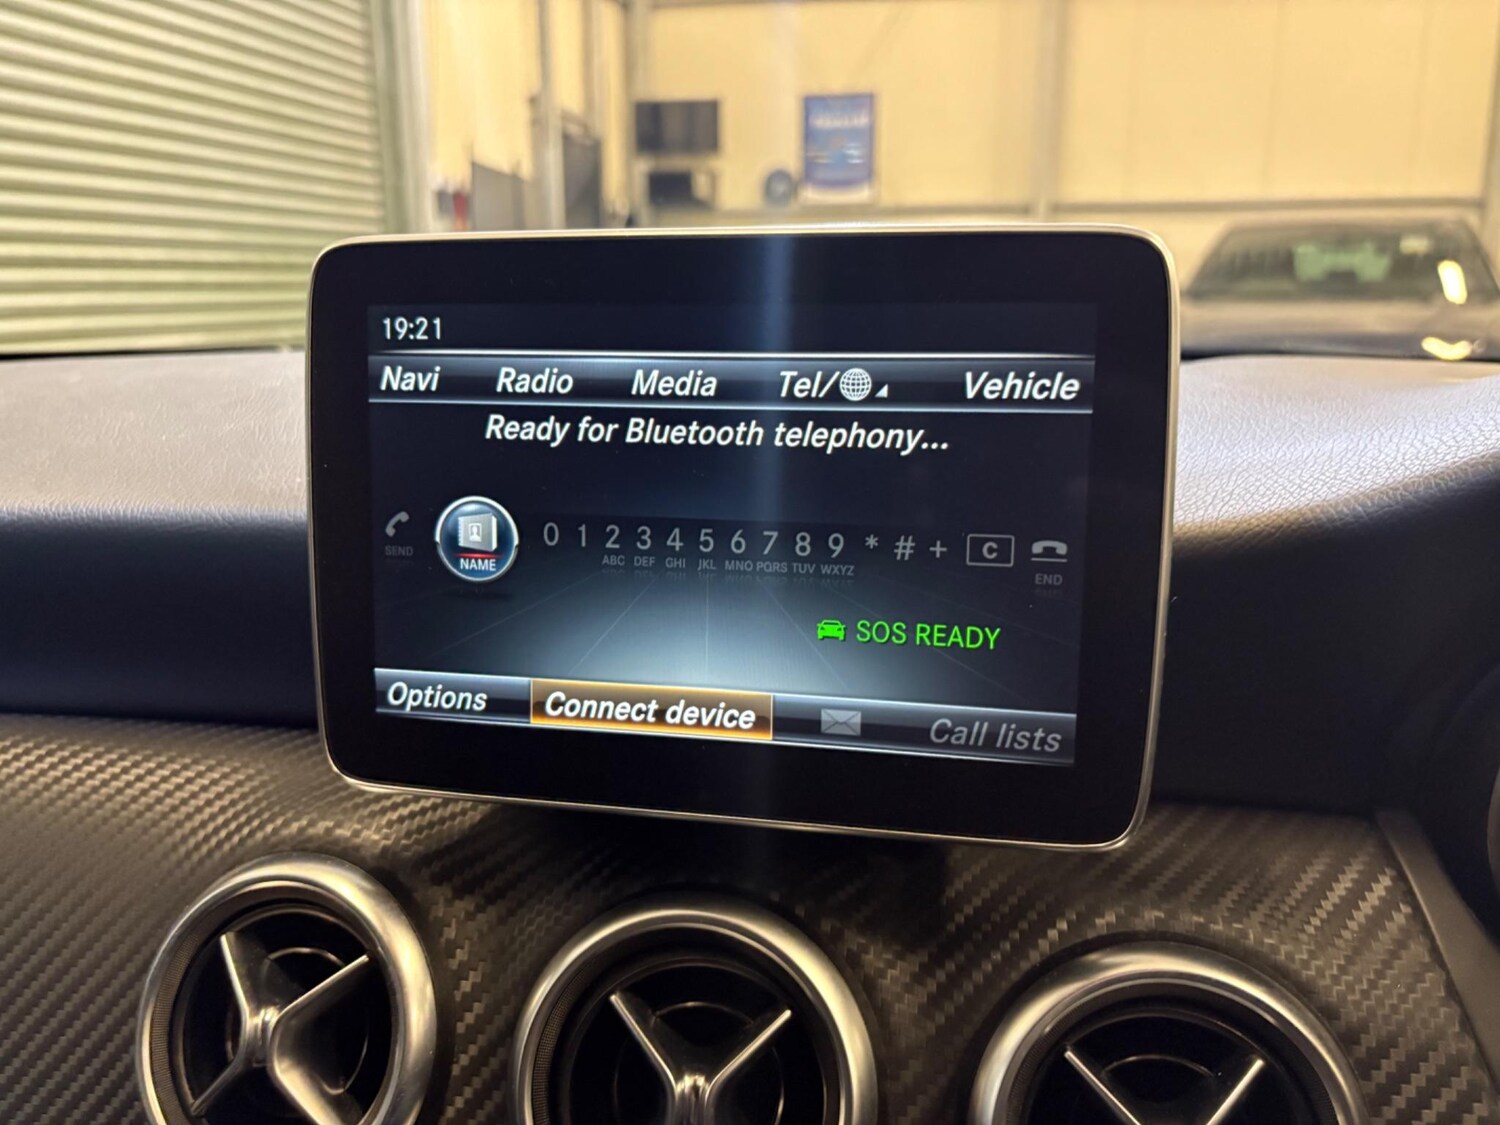 19:21
Navi Radio Media Tel/ Vehicle
Ready for Bluetooth telephony...
SEND NAME 0 1 2 3 4 5 6 7 8 9 * # + C END
ABC DEF GHI JKL MNO PQRS TUV WXYZ
SOS READY
Options Connect device Call lists